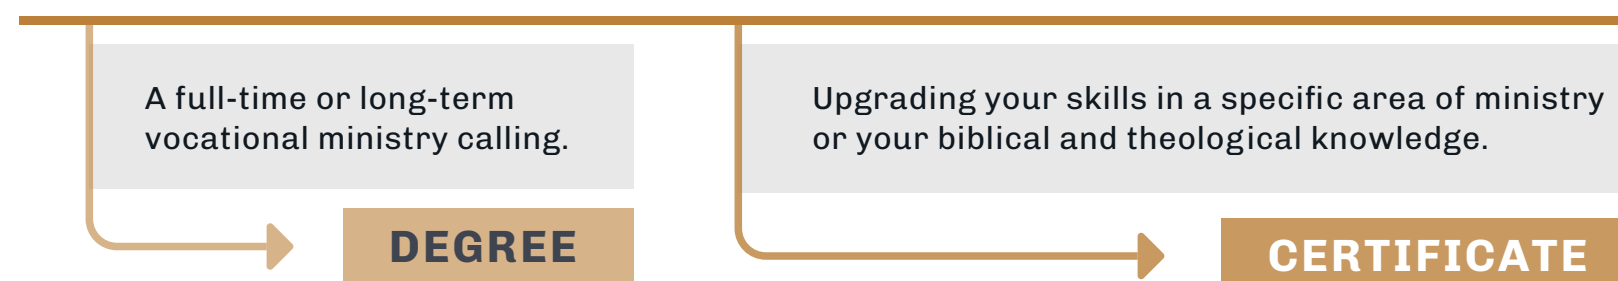 A full-time or long-term
vocational ministry calling.
DEGREE
Upgrading your skills in a specific area of ministry
or your biblical and theological knowledge.
CERTIFICATE